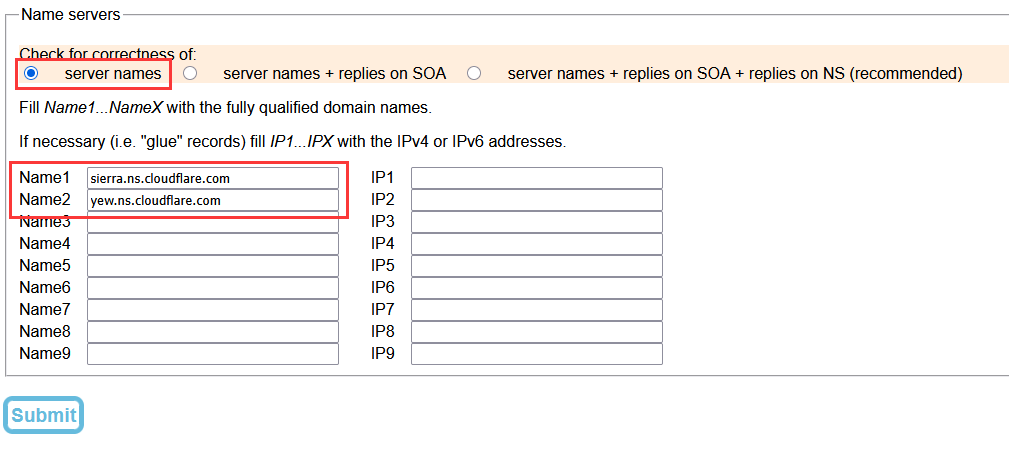 Name servers
Check for correctness of:
server names server names + replies on SOA server names + replies on SOA + replies on NS (recommended)
Fill Name1...NameX with the fully qualified domain names.
If necessary (i.e. "glue" records) fill IP1...IPX with the IPv4 or IPv6 addresses.
Name1 sierra.ns.cloudflare.com IP1
Name2 yew.ns.cloudflare.com IP2
Name3 IP3
Name4 IP4
Name5 IP5
Name6 IP6
Name7 IP7
Name8 IP8
Name9 IP9
Submit